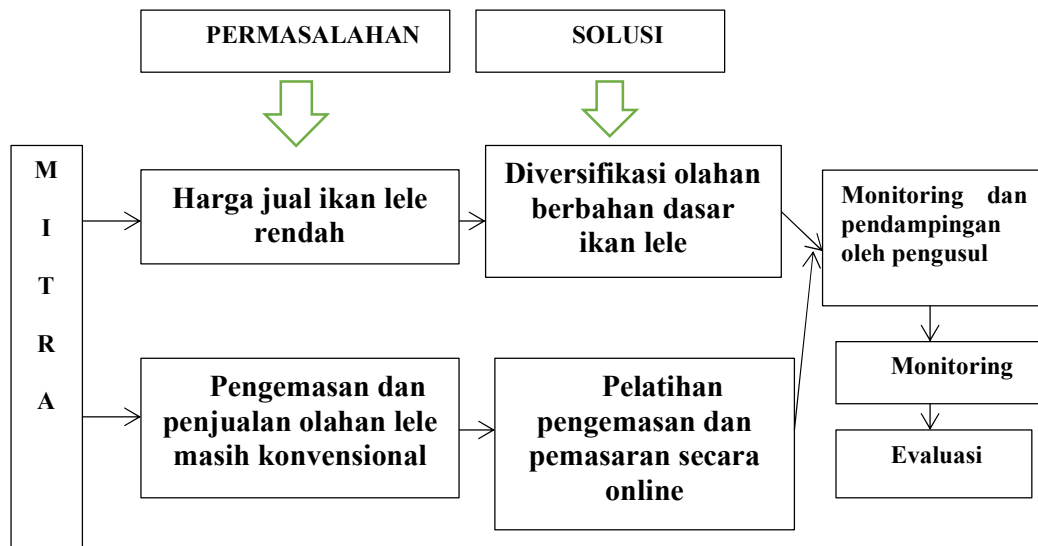 PERMASALAHAN
SOLUSI
M
I
T
R
A
Harga jual ikan lele
rendah
Diversifikasi olahan
berbahan dasar
ikan lele
Monitoring dan
pendampingan
oleh pengusul
Pengemasan dan
penjualan olahan lele
masih konvensional
Pelatihan
pengemasan dan
pemasaran secara
online
Monitoring
Evaluasi